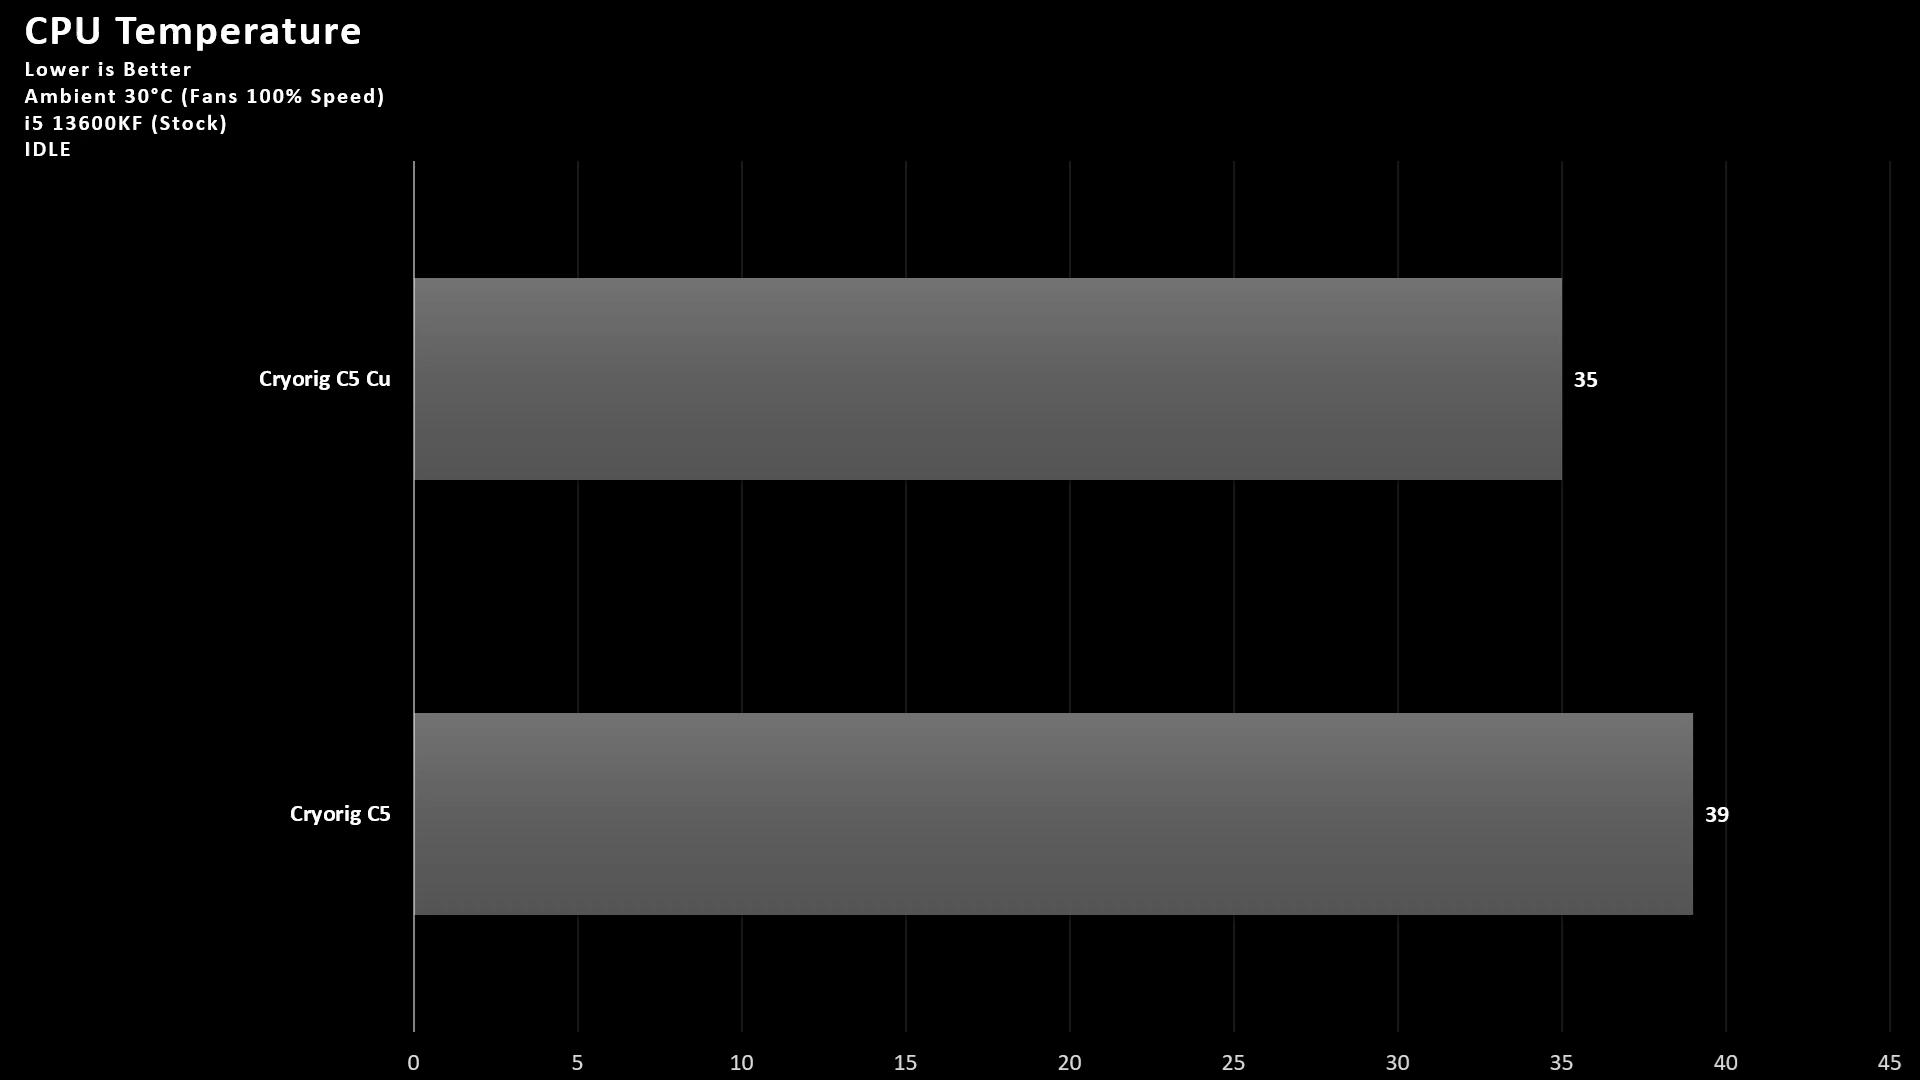 CPU Temperature
Lower is Better
Ambient 30°C (Fans 100% Speed)
i5 13600KF (Stock)
IDLE
Cryorig C5 Cu
35
Cryorig C5
39
0 5 10 15 20 25 30 35 40 45